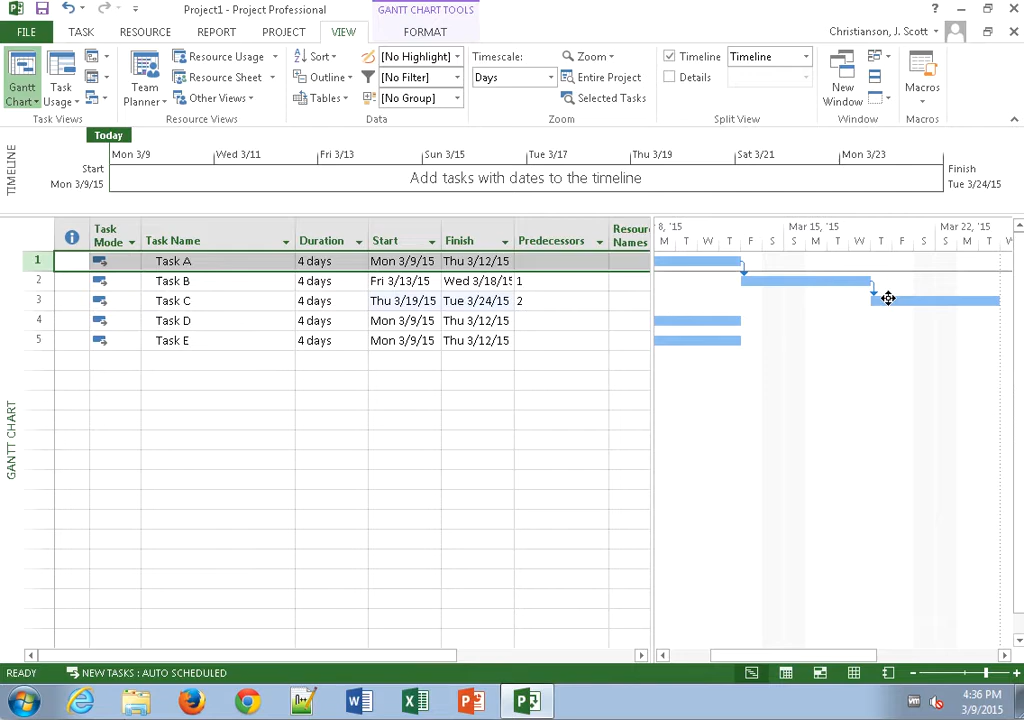 Project1 - Project Professional
GANTT CHART TOOLS
?
FILE TASK RESOURCE REPORT PROJECT VIEW FORMAT
Christianson, J. Scott
Gantt Chart
Task Usage
Task Views
Team Planner
Resource Usage
Resource Sheet
Other Views
Resource Views
Sort
Outline
Tables
[No Highlight]
[No Filter]
[No Group]
Data
Timescale:
Days
Zoom
Entire Project
Selected Tasks
Zoom
Timeline
Timeline
Details
Split View
New Window
Window
Macros
Macros
Today
TIMELINE
Mon 3/9 Wed 3/11 Fri 3/13 Sun 3/15 Tue 3/17 Thu 3/19 Sat 3/21 Mon 3/23
Start
Mon 3/9/15
Add tasks with dates to the timeline
Finish
Tue 3/24/15
Task Mode Task Name Duration Start Finish Predecessors Resour Names
8, '15 Mar 15, '15 Mar 22, '15
M T W T F S S M T W T F S S M T W
1 Task A 4 days Mon 3/9/15 Thu 3/12/15
2 Task B 4 days Fri 3/13/15 Wed 3/18/1 1
3 Task C 4 days Thu 3/19/15 Tue 3/24/15 2
4 Task D 4 days Mon 3/9/15 Thu 3/12/15
5 Task E 4 days Mon 3/9/15 Thu 3/12/15
GANTT CHART
READY NEW TASKS : AUTO SCHEDULED
4:36 PM
3/9/2015